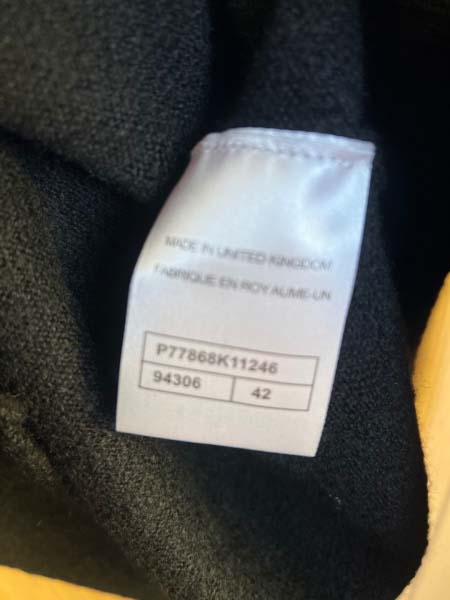 MADE IN UNITED KINGDOM
FABRIQUE EN ROYAUME-UN
P77868K11246
94306 42